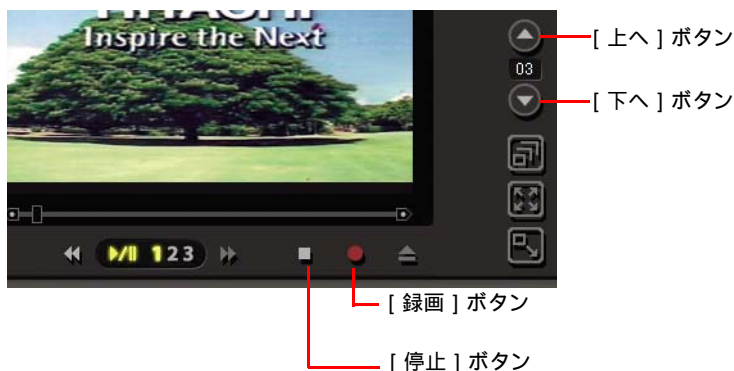 HITACHI
Inspire the Next
[ 上へ ] ボタン
03
[ 下へ ] ボタン
123
[ 録画 ] ボタン
[ 停止 ] ボタン